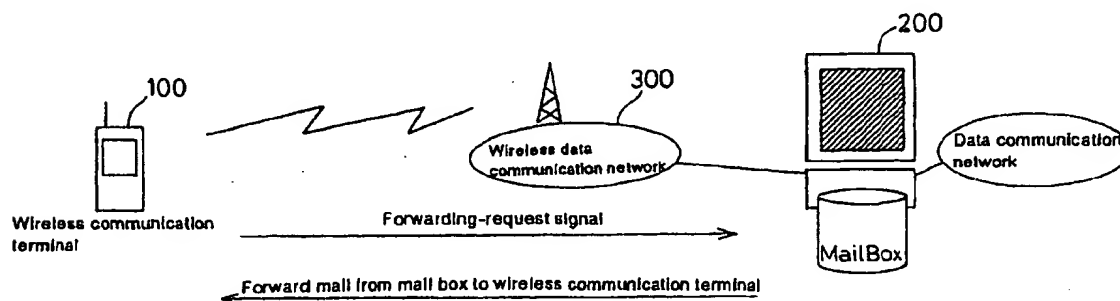 200
100
300
Wireless data
communication network
Data communication
network
Wireless communication
terminal
Forwarding-request signal
MailBox
Forward mail from mail box to wireless communication terminal